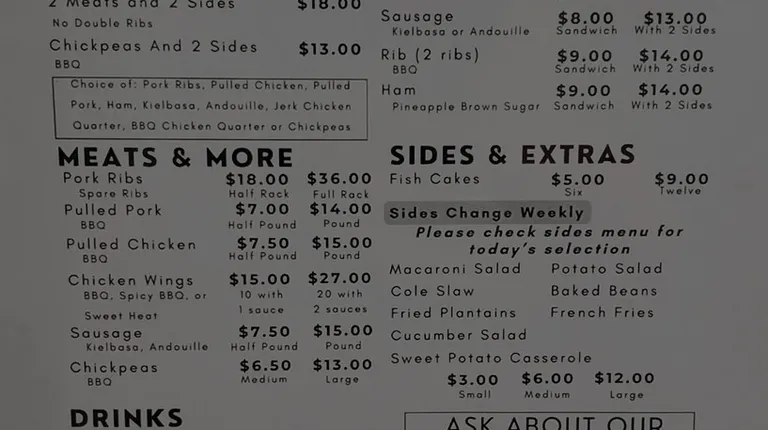 2 Meats and 2 Sides $18.00
No Double Ribs
Chickpeas And 2 Sides $13.00
BBQ
Choice of: Pork Ribs, Pulled Chicken, Pulled
Pork, Ham, Kielbasa, Andouille, Jerk Chicken
Quarter, BBQ Chicken Quarter or Chickpeas
MEATS & MORE
Pork Ribs $18.00 $36.00
Spare Ribs Half Rack Full Rack
Pulled Pork $7.00 $14.00
BBQ Half Pound Pound
Pulled Chicken $7.50 $15.00
BBQ Half Pound Pound
Chicken Wings $15.00 $27.00
BBQ, Spicy BBQ, or 10 with 20 with
Sweet Heat 1 sauce 2 sauces
Sausage $7.50 $15.00
Kielbasa, Andouille Half Pound Pound
Chickpeas $6.50 $13.00
BBQ Medium Large
DRINKS
Sausage $8.00 $13.00
Kielbasa or Andouille Sandwich With 2 Sides
Rib (2 ribs) $9.00 $14.00
BBQ Sandwich With 2 Sides
Ham $9.00 $14.00
Pineapple Brown Sugar Sandwich With 2 Sides
SIDES & EXTRAS
Fish Cakes $5.00 $9.00
Six Twelve
Sides Change Weekly
Please check sides menu for
today's selection
Macaroni Salad Potato Salad
Cole Slaw Baked Beans
Fried Plantains French Fries
Cucumber Salad
Sweet Potato Casserole
$3.00 $6.00 $12.00
Small Medium Large
ASK ABOUT OUR